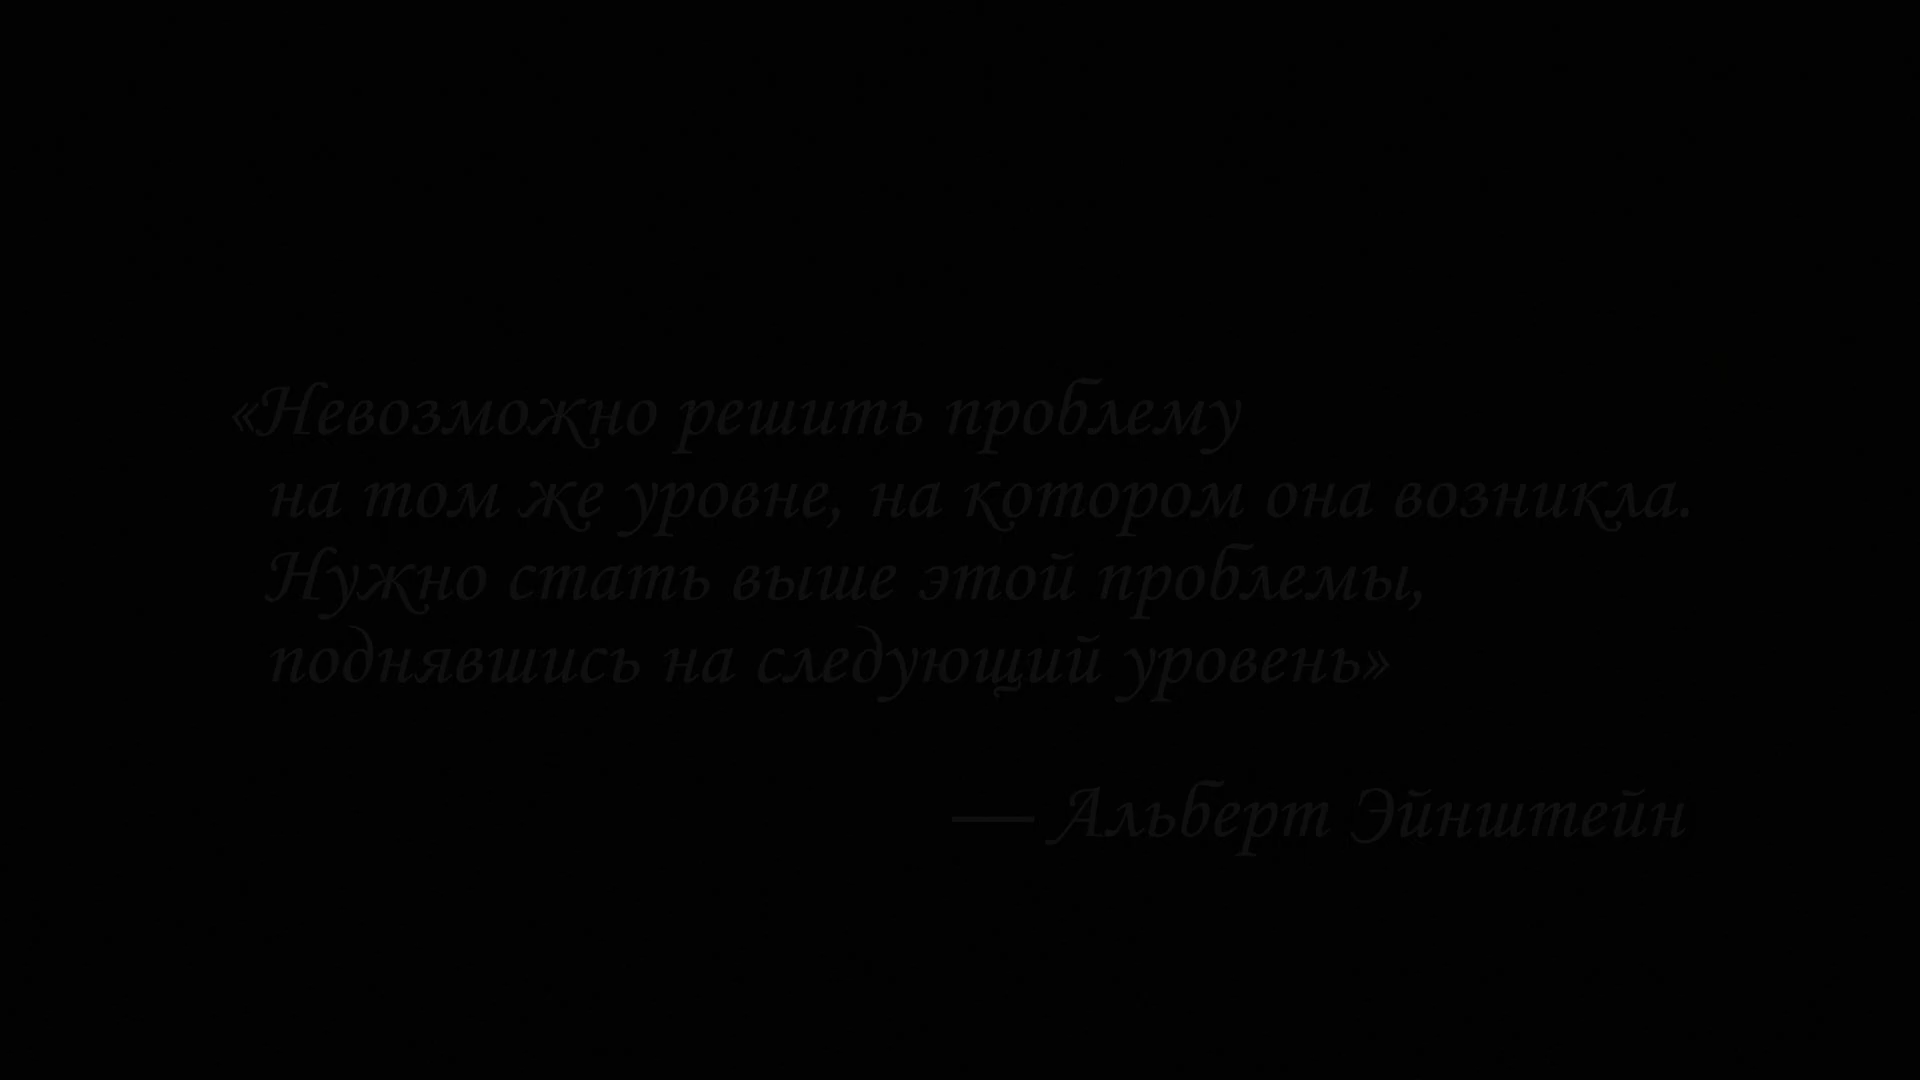 «Невозможно решить проблему
на том же уровне, на котором она возникла.
Нужно стать выше этой проблемы,
поднявшись на следующий уровень»
— Альберт Эйнштейн